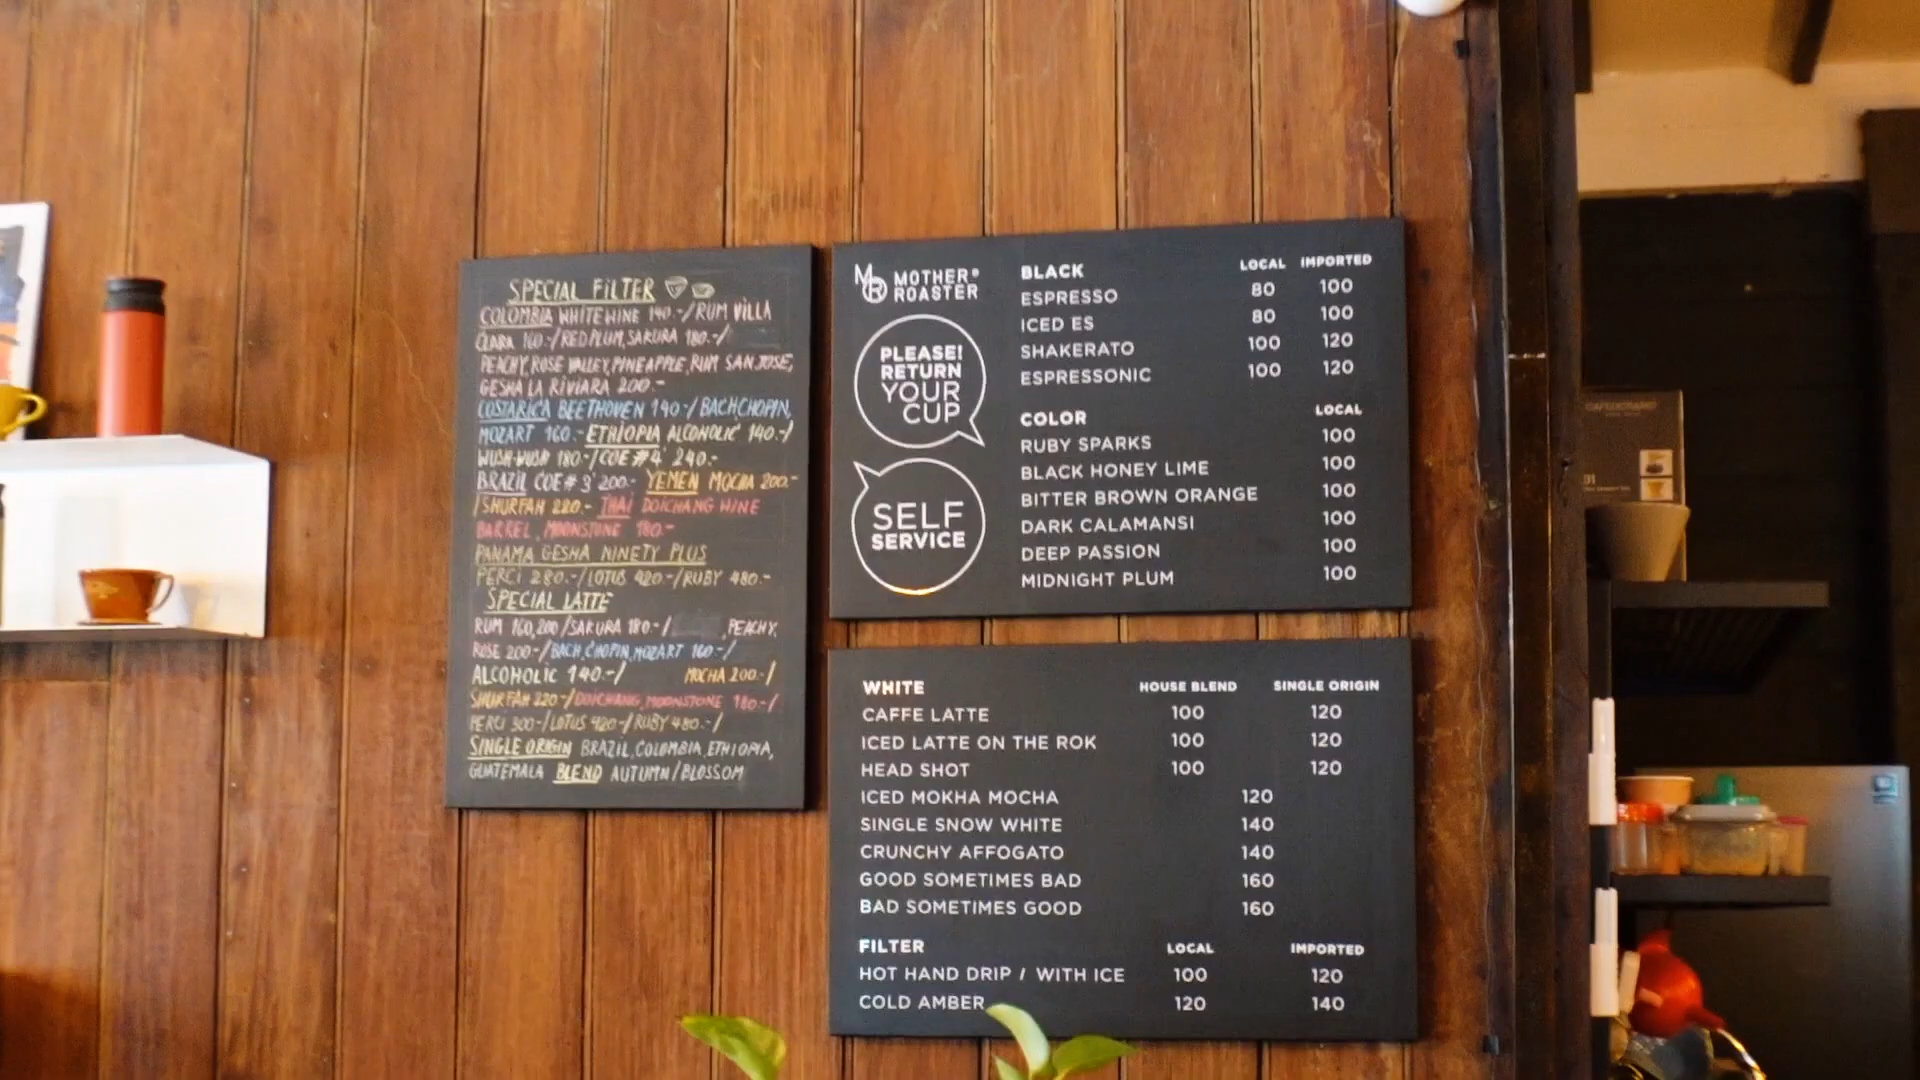 SPECIAL FILTER
COLOMBIA WHITE WINE 140.-/RUM VILLA
CLARA 160.-/RED PLUM, SAKURA 180.-/
PEACHY, ROSE VALLEY, PINEAPPLE, RUM SAN JOSE,
GESHA LA RIVIARA 200.-
COSTARICA BEETHOVEN 140-/BACH,CHOPIN,
MOZART 160.- ETHIOPIA ALCOHOLIC 140.-/
WUSH-WUSH 180-/COE #4 240.-
BRAZIL COE #3 200.- YEMEN MOCHA 200.-
/SHURFAH 220.- THAI DOICHANG WINE
BARREL, MOONSTONE 180.-
PANAMA GESHA NINETY PLUS
PERCI 280.-/LOTUS 420.-/RUBY 480.-
SPECIAL LATTE
RUM 160,200/SAKURA 180.-/ ,PEACHY,
ROSE 200-/BACH,CHOPIN,MOZART 160-/
ALCOHOLIC 140.-/ MOCHA 200.-/
SHURFAH 220-/DOICHANG, MOONSTONE 180.-/
PERCI 300-/LOTUS 420-/RUBY 480.-/
SINGLE ORIGIN BRAZIL,COLOMBIA,ETHIOPIA,
GUATEMALA BLEND AUTUMN/BLOSSOM
MR MOTHER®
ROASTER
PLEASE!
RETURN
YOUR
CUP
SELF
SERVICE
BLACK LOCAL IMPORTED
ESPRESSO 80 100
ICED ES 80 100
SHAKERATO 100 120
ESPRESSONIC 100 120
COLOR LOCAL
RUBY SPARKS 100
BLACK HONEY LIME 100
BITTER BROWN ORANGE 100
DARK CALAMANSI 100
DEEP PASSION 100
MIDNIGHT PLUM 100
WHITE HOUSE BLEND SINGLE ORIGIN
CAFFE LATTE 100 120
ICED LATTE ON THE ROK 100 120
HEAD SHOT 100 120
ICED MOKHA MOCHA 120
SINGLE SNOW WHITE 140
CRUNCHY AFFOGATO 140
GOOD SOMETIMES BAD 160
BAD SOMETIMES GOOD 160
FILTER LOCAL IMPORTED
HOT HAND DRIP / WITH ICE 100 120
COLD AMBER 120 140